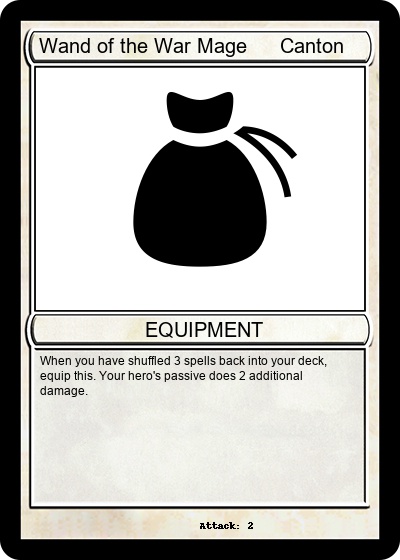 Wand of the War Mage Canton
EQUIPMENT
When you have shuffled 3 spells back into your deck,
equip this. Your hero's passive does 2 additional
damage.
Attack: 2